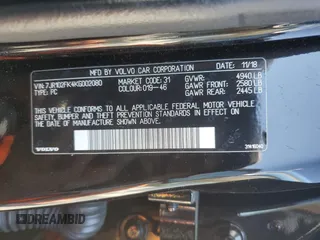 MFD BY VOLVO CAR CORPORATION 11/18
VIN: 7JR102FK4KG002080 MARKET CODE: 31 GVWR: 4940 LB
TYPE: PC COLOUR: 019-46 GAWR FRONT: 2580 LB
GAWR REAR: 2445 LB
THIS VEHICLE CONFORMS TO ALL APPLICABLE FEDERAL MOTOR VEHICLE
SAFETY, BUMPER AND THEFT PREVENTION STANDARDS IN EFFECT ON THE
DATE OF MANUFACTURE SHOWN ABOVE.
VOLVO
DREAMBID